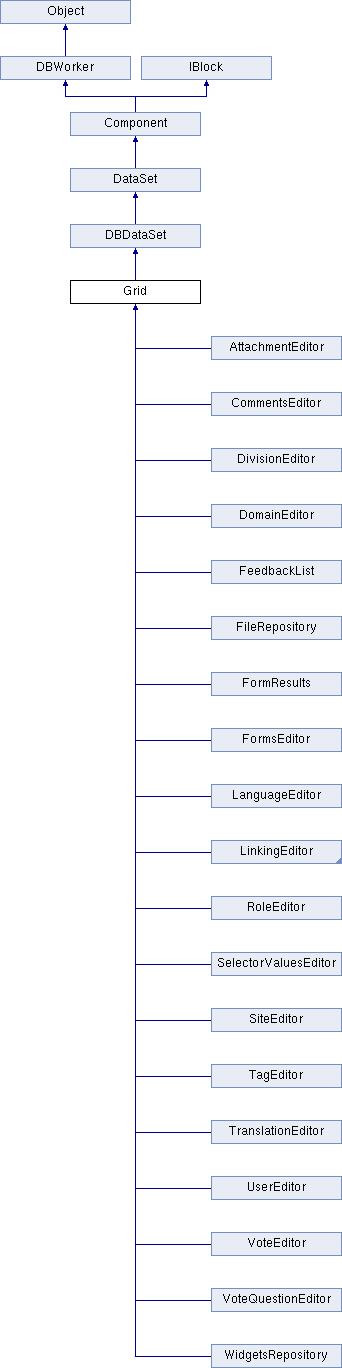 Object
DBWorker
IBlock
Component
DataSet
DBDataSet
Grid
AttachmentEditor
CommentsEditor
DivisionEditor
DomainEditor
FeedbackList
FileRepository
FormResults
FormsEditor
LanguageEditor
LinkingEditor
RoleEditor
SelectorValuesEditor
SiteEditor
TagEditor
TranslationEditor
UserEditor
VoteEditor
VoteQuestionEditor
WidgetsRepository